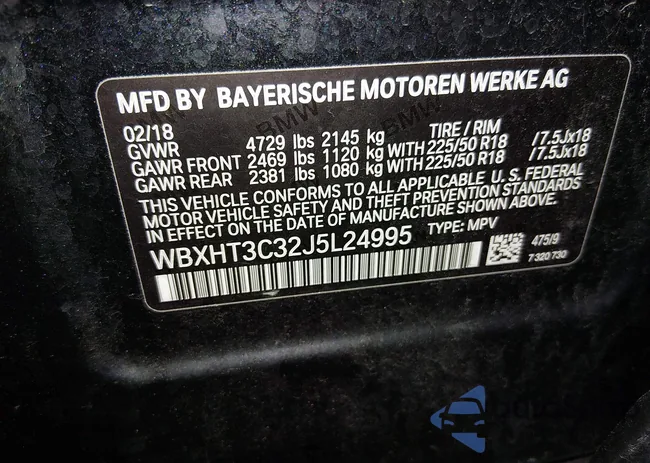 MFD BY BAYERISCHE MOTOREN WERKE AG
02/18 TIRE / RIM
GVWR 4729 lbs 2145 kg
GAWR FRONT 2469 lbs 1120 kg WITH 225/50 R18 /7.5Jx18
GAWR REAR 2381 lbs 1080 kg WITH 225/50 R18 /7.5Jx18
THIS VEHICLE CONFORMS TO ALL APPLICABLE U. S. FEDERAL
MOTOR VEHICLE SAFETY AND THEFT PREVENTION STANDARDS
IN EFFECT ON THE DATE OF MANUFACTURE SHOWN ABOVE.
WBXHT3C32J5L24995 TYPE: MPV
475/9
7 320 730